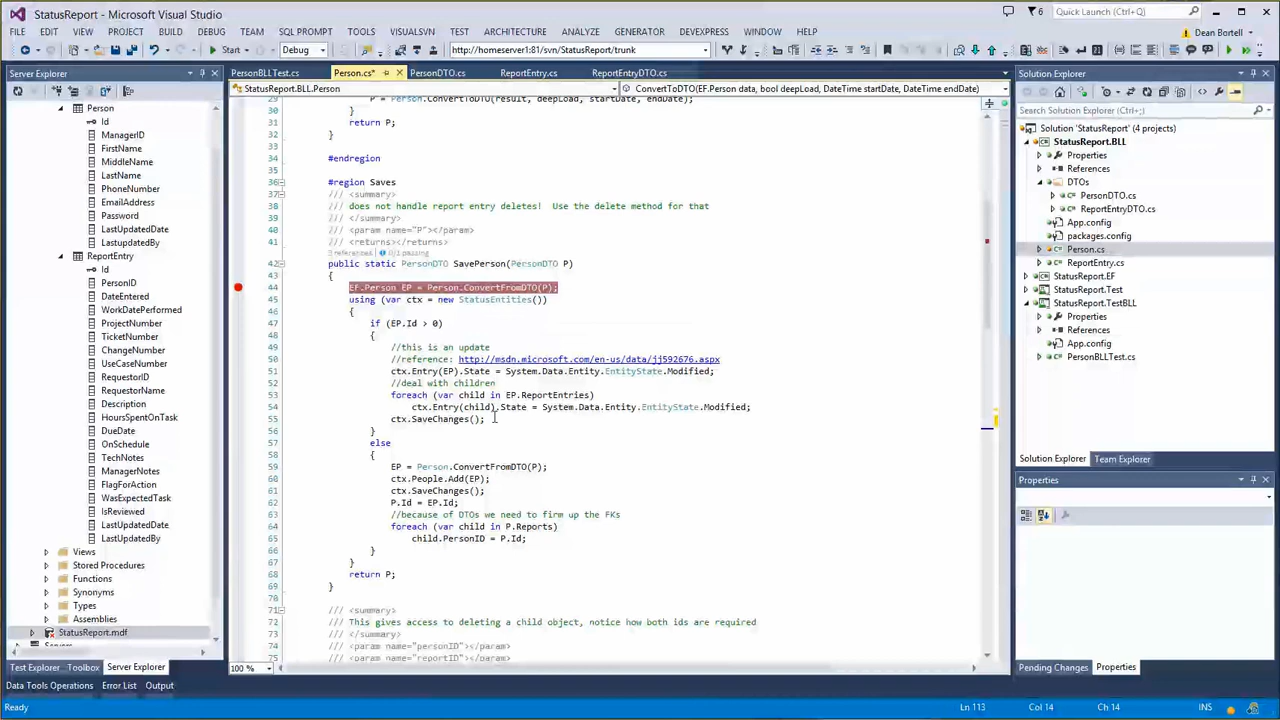 StatusReport - Microsoft Visual Studio
6
Quick Launch (Ctrl+Q)
FILE EDIT VIEW PROJECT BUILD DEBUG TEAM SQL PROMPT TOOLS VISUALSVN TEST ARCHITECTURE ANALYZE GENERATOR DEVEXPRESS WINDOW HELP
Dean Bortell
Start Debug http://homeserver1:81/svn/StatusReport/trunk
Server Explorer
Person
Id
ManagerID
FirstName
MiddleName
LastName
PhoneNumber
EmailAddress
Password
LastUpdatedDate
LastupdatedBy
ReportEntry
Id
PersonID
DateEntered
WorkDatePerformed
ProjectNumber
TicketNumber
ChangeNumber
UseCaseNumber
RequestorID
RequestorName
Description
HoursSpentOnTask
DueDate
OnSchedule
TechNotes
ManagerNotes
FlagForAction
WasExpectedTask
IsReviewed
LastUpdatedDate
LastUpdatedBy
Views
Stored Procedures
Functions
Synonyms
Types
Assemblies
StatusReport.mdf
Test Explorer Toolbox Server Explorer
PersonBLLTest.cs Person.cs* PersonDTO.cs ReportEntry.cs ReportEntryDTO.cs
StatusReport.BLL.Person ConvertToDTO(EF.Person data, bool deepLoad, DateTime startDate, DateTime endDate)
29 P = Person.ConvertToDTO(result, deepLoad, startDate, endDate);
30 }
31 return P;
32 }
33
34 #endregion
35
36 #region Saves
37 /// <summary>
38 /// does not handle report entry deletes! Use the delete method for that
39 /// </summary>
40 /// <param name="P"></param>
41 /// <returns></returns>
references | 0/1 passing
42 public static PersonDTO SavePerson(PersonDTO P)
43 {
44 EF.Person EP = Person.ConvertFromDTO(P);
45 using (var ctx = new StatusEntities())
46 {
47 if (EP.Id > 0)
48 {
49 //this is an update
50 //reference: http://msdn.microsoft.com/en-us/data/jj592676.aspx
51 ctx.Entry(EP).State = System.Data.Entity.EntityState.Modified;
52 //deal with children
53 foreach (var child in EP.ReportEntries)
54 ctx.Entry(child).State = System.Data.Entity.EntityState.Modified;
55 ctx.SaveChanges();
56 }
57 else
58 {
59 EP = Person.ConvertFromDTO(P);
60 ctx.People.Add(EP);
61 ctx.SaveChanges();
62 P.Id = EP.Id;
63 //because of DTOs we need to firm up the FKs
64 foreach (var child in P.Reports)
65 child.PersonID = P.Id;
66 }
67 }
68 return P;
69 }
70
71 /// <summary>
72 /// This gives access to deleting a child object, notice how both ids are required
73 /// </summary>
74 /// <param name="personID"></param>
75 /// <param name="reportID"></param>
100 %
Solution Explorer
Search Solution Explorer (Ctrl+;)
Solution 'StatusReport' (4 projects)
StatusReport.BLL
Properties
References
DTOs
PersonDTO.cs
ReportEntryDTO.cs
App.config
packages.config
Person.cs
ReportEntry.cs
StatusReport.EF
StatusReport.Test
StatusReport.TestBLL
Properties
References
App.config
PersonBLLTest.cs
Solution Explorer Team Explorer
Properties
Pending Changes Properties
Data Tools Operations Error List Output
Ready Ln 113 Col 14 Ch 14 INS